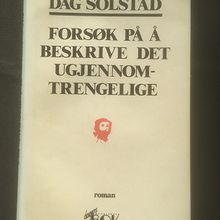 DAG SOLSTAD
FORSØK PÅ Å
BESKRIVE DET
UGJENNOM-
TRENGELIGE
roman